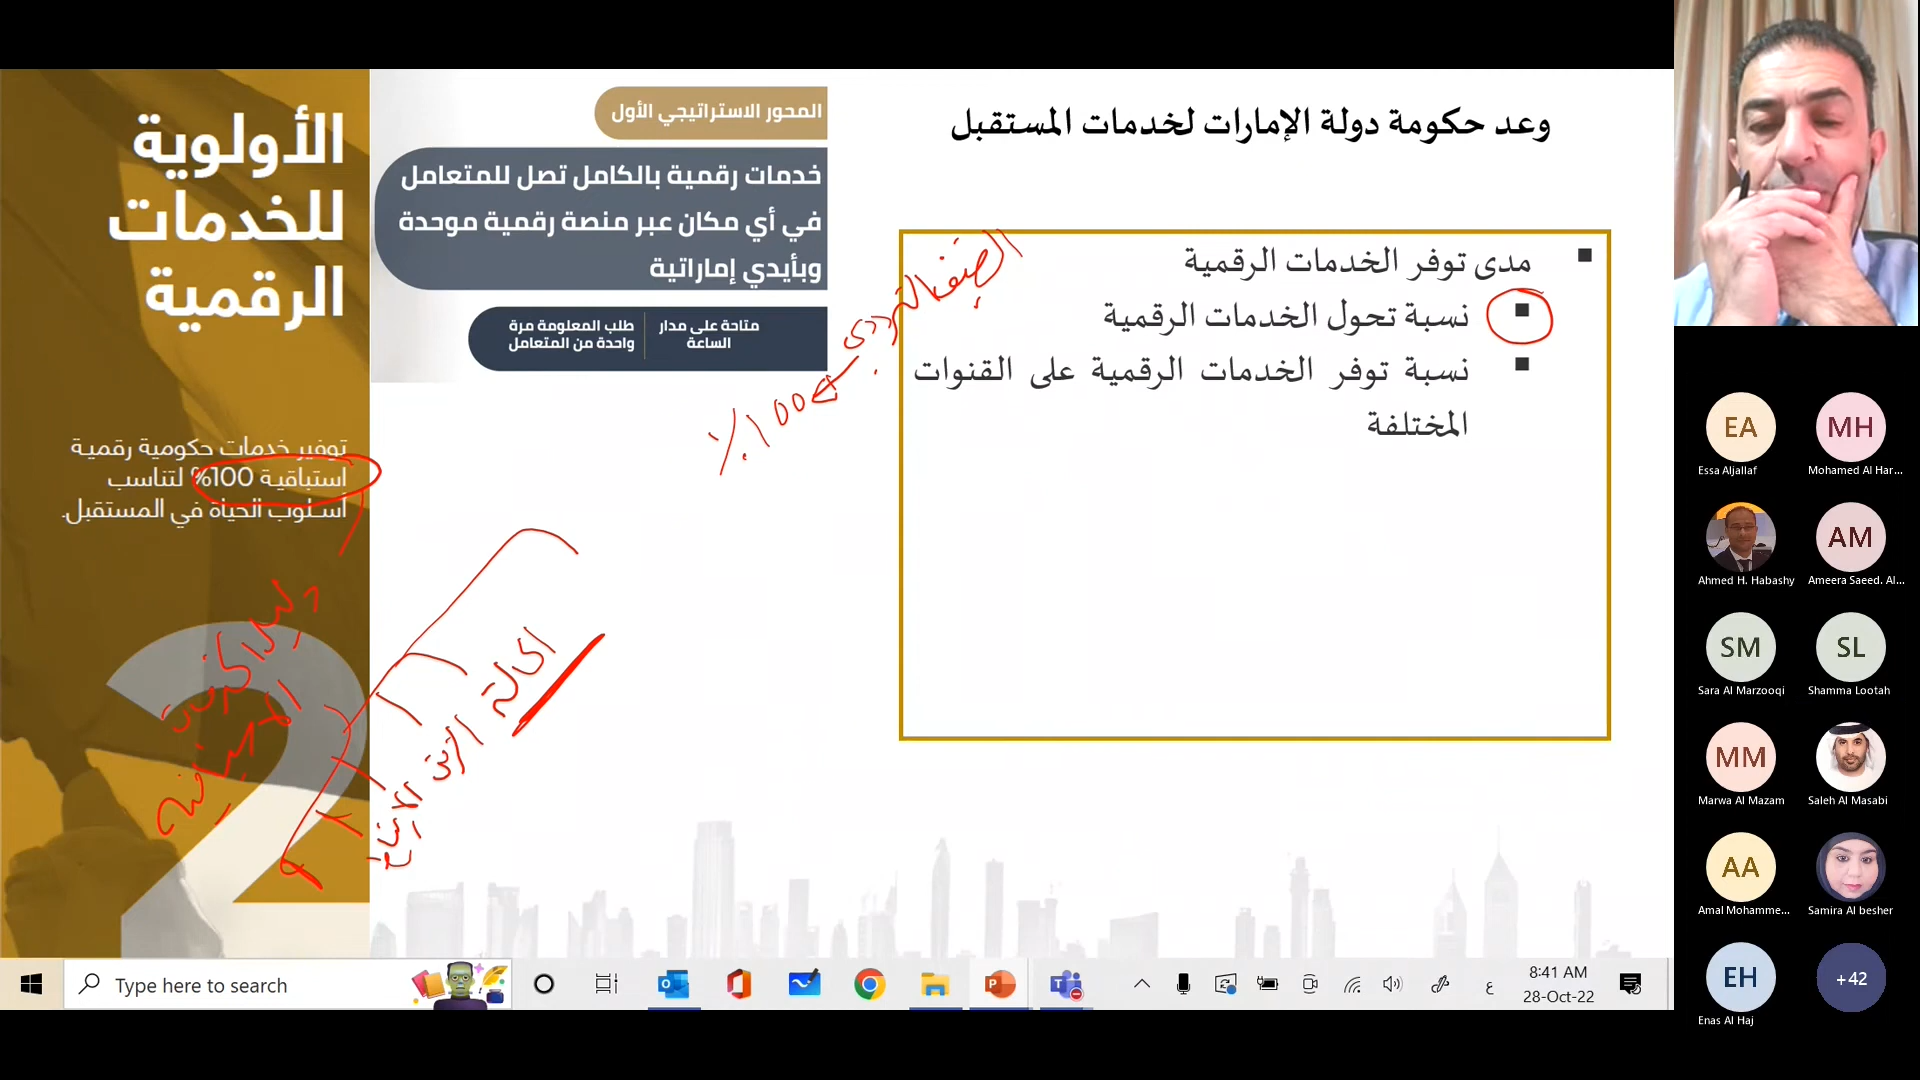 وعد حكومة دولة الإمارات لخدمات المستقبل
مدى توفر الخدمات الرقمية
نسبة تحول الخدمات الرقمية
نسبة توفر الخدمات الرقمية على القنوات
المختلفة
المحور الاستراتيجي الأول
خدمات رقمية بالكامل تصل للمتعامل
في أي مكان عبر منصة رقمية موحدة
وبأيدي إماراتية
متاحة على مدار
الساعة
طلب المعلومة مرة
واحدة من المتعامل
الأولوية
للخدمات
الرقمية
توفير خدمات حكومية رقمية
استباقية 100% لتناسب
أسلوب الحياة في المستقبل.
2
100 %
Essa Aljallaf
Mohamed Al Har...
Ahmed H. Habashy
Ameera Saeed. Al...
Sara Al Marzooqi
Shamma Lootah
Marwa Al Mazam
Saleh Al Masabi
Amal Mohamme...
Samira Al besher
Enas Al Haj
EA
MH
AM
SM
SL
MM
AA
EH
+42
Type here to search
ع
8:41 AM
28-Oct-22